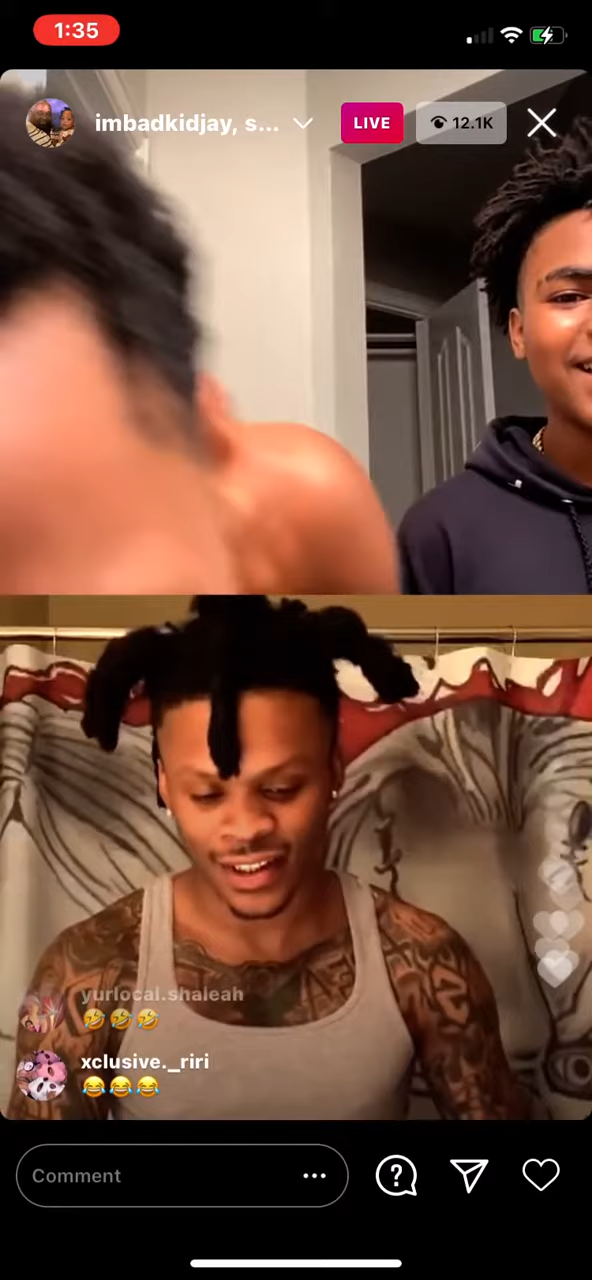 1:35
imbadkidjay, s...
LIVE
12.1K
yurlocal.shaleah
🤣🤣🤣
xclusive._riri
😂😂😂
Comment